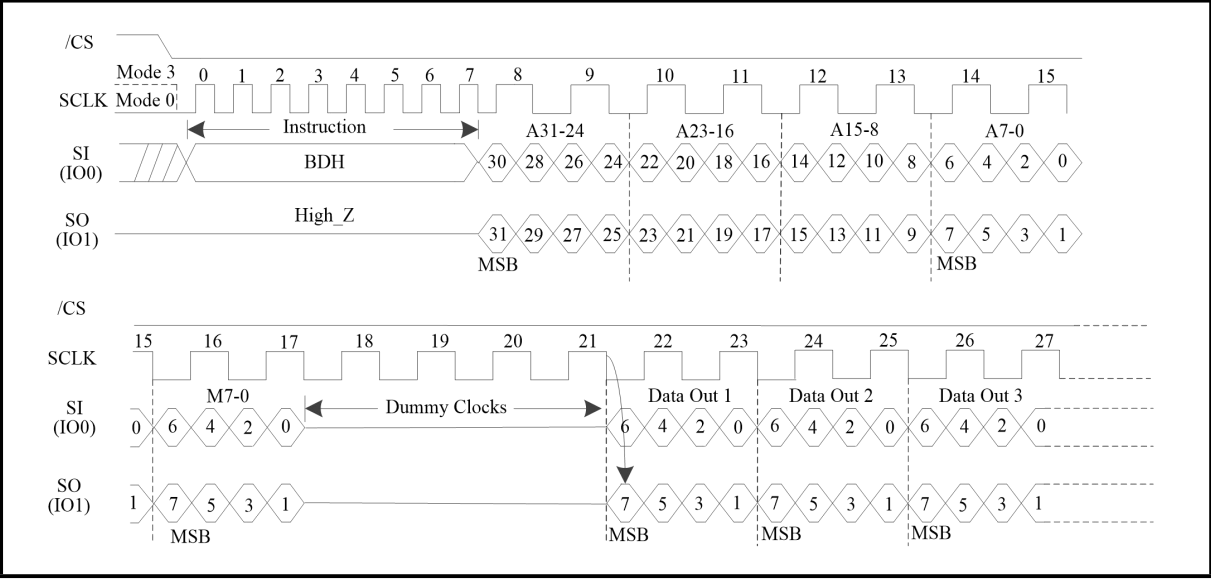 /CS
Mode 3 0 1 2 3 4 5 6 7 8 9 10 11 12 13 14 15
SCLK Mode 0
Instruction A31-24 A23-16 A15-8 A7-0
SI
(IO0)
BDH 30 28 26 24 22 20 18 16 14 12 10 8 6 4 2 0
High_Z
SO
(IO1)
31 29 27 25 23 21 19 17 15 13 11 9 7 5 3 1
MSB MSB
/CS
15 16 17 18 19 20 21 22 23 24 25 26 27
SCLK
M7-0 Data Out 1 Data Out 2 Data Out 3
Dummy Clocks
SI
(IO0)
0 6 4 2 0 6 4 2 0 6 4 2 0 6 4 2 0
SO
(IO1)
1 7 5 3 1 7 5 3 1 7 5 3 1 7 5 3 1
MSB MSB MSB MSB